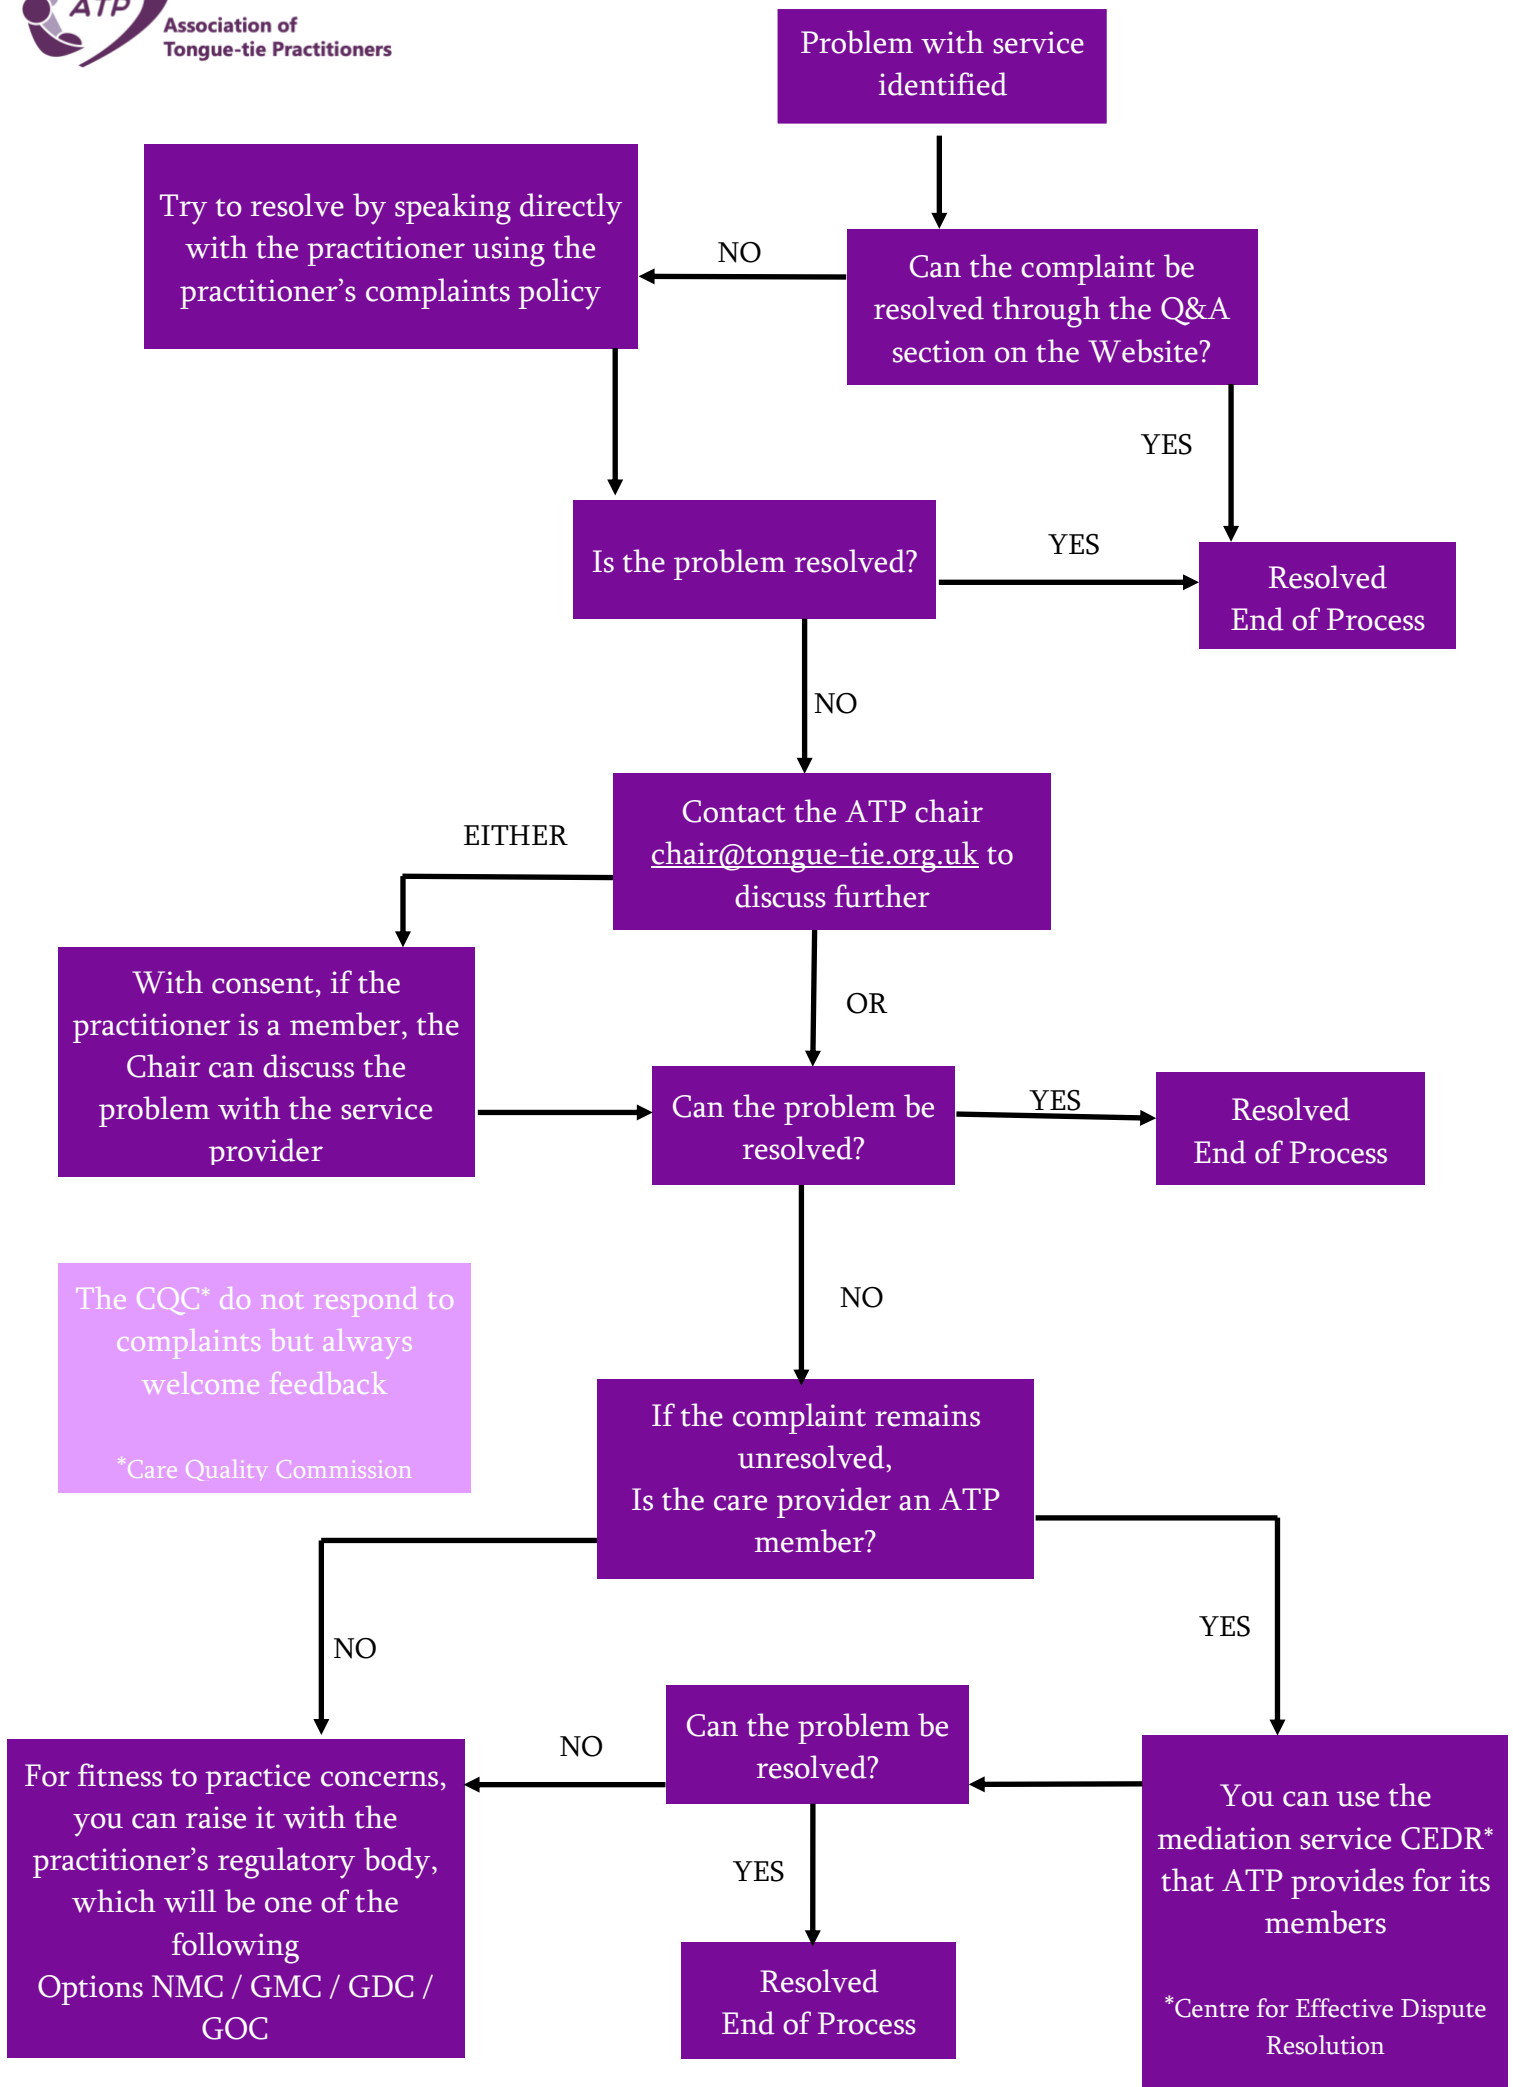 ATP
Association of
Tongue-tie Practitioners
Problem with service
identified
Try to resolve by speaking directly
with the practitioner using the
practitioner’s complaints policy
NO
Can the complaint be
resolved through the Q&A
section on the Website?
YES
Is the problem resolved?
YES
Resolved
End of Process
NO
Contact the ATP chair
chair@tongue-tie.org.uk to
discuss further
EITHER
With consent, if the
practitioner is a member, the
Chair can discuss the
problem with the service
provider
OR
Can the problem be
resolved?
YES
Resolved
End of Process
The CQC* do not respond to
complaints but always
welcome feedback
*Care Quality Commission
NO
If the complaint remains
unresolved,
Is the care provider an ATP
member?
NO
YES
For fitness to practice concerns,
you can raise it with the
practitioner’s regulatory body,
which will be one of the
following
Options NMC / GMC / GDC /
GOC
NO
Can the problem be
resolved?
YES
Resolved
End of Process
You can use the
mediation service CEDR*
that ATP provides for its
members
*Centre for Effective Dispute
Resolution